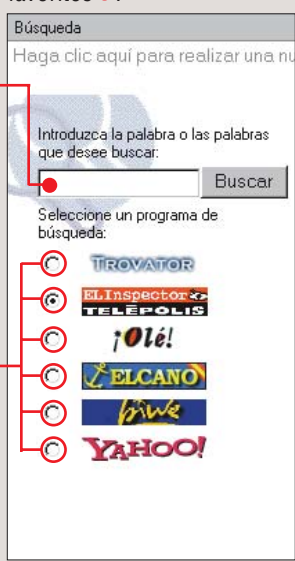 Búsqueda
Haga clic aquí para realizar una nu
Introduzca la palabra o las palabras
que desee buscar:
Buscar
Seleccione un programa de
búsqueda:
TROVATOR
ELInspector
TELÉPOLIS
¡Olé!
ELCANO
biwe
YAHOO!